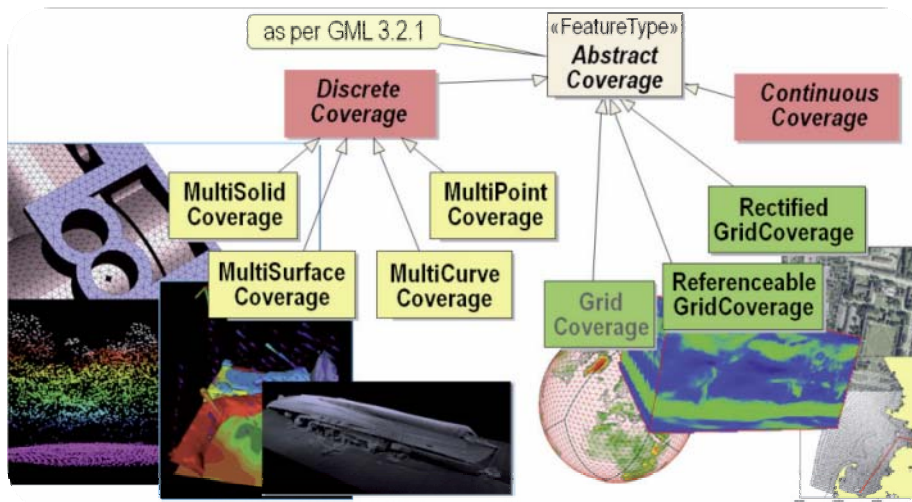 as per GML 3.2.1
«FeatureType»
Abstract
Coverage
Discrete
Coverage
Continuous
Coverage
MultiSolid
Coverage
MultiPoint
Coverage
MultiSurface
Coverage
MultiCurve
Coverage
Rectified
GridCoverage
Referenceable
GridCoverage
Grid
Coverage